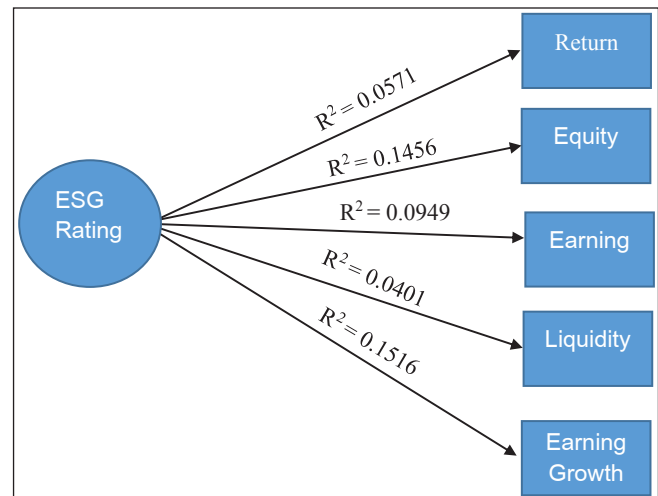 Return
R² = 0.0571
Equity
R² = 0.1456
ESG
Rating
R² = 0.0949
Earning
R² = 0.0401
Liquidity
R² = 0.1516
Earning
Growth